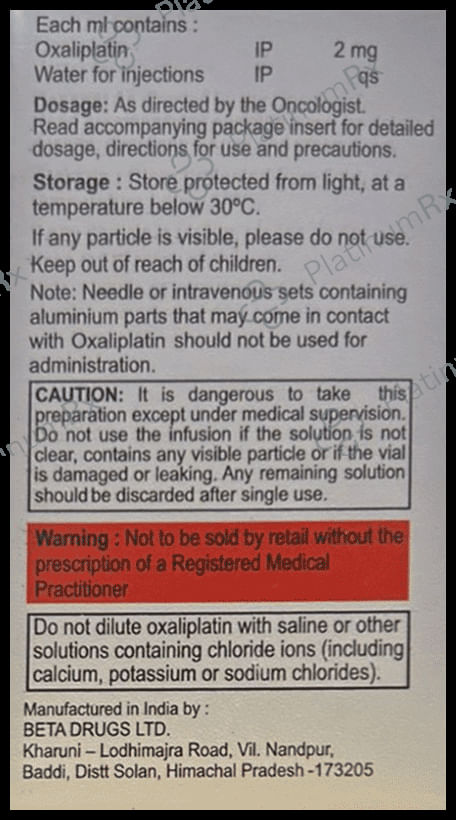 Each ml contains :
Oxaliplatin IP 2 mg
Water for injections IP qs
Dosage: As directed by the Oncologist.
Read accompanying package insert for detailed
dosage, directions for use and precautions.
Storage : Store protected from light, at a
temperature below 30°C.
If any particle is visible, please do not use.
Keep out of reach of children.
Note: Needle or intravenous sets containing
aluminium parts that may come in contact
with Oxaliplatin should not be used for
administration.
CAUTION: It is dangerous to take this
preparation except under medical supervision.
Do not use the infusion if the solution is not
clear, contains any visible particle or if the vial
is damaged or leaking. Any remaining solution
should be discarded after single use.
Warning : Not to be sold by retail without the
prescription of a Registered Medical
Practitioner
Do not dilute oxaliplatin with saline or other
solutions containing chloride ions (including
calcium, potassium or sodium chlorides).
Manufactured in India by :
BETA DRUGS LTD.
Kharuni – Lodhimajra Road, Vil. Nandpur,
Baddi, Distt Solan, Himachal Pradesh -173205
PlatinumRx
PlatinumRx